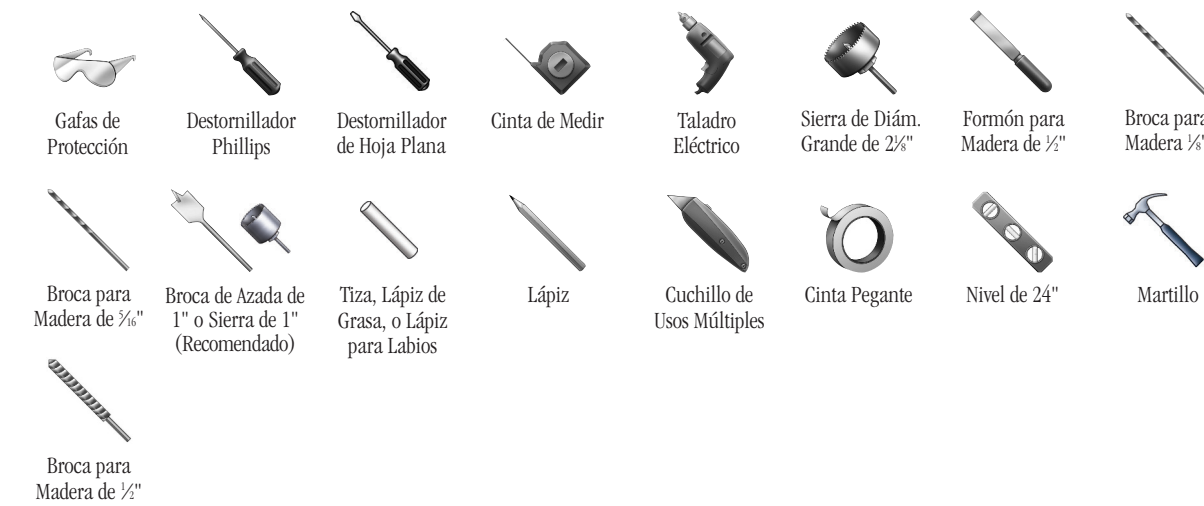 Gafas de
Protección
Destornillador
Phillips
Destornillador
de Hoja Plana
Cinta de Medir
Taladro
Eléctrico
Sierra de Diám.
Grande de 2⅛"
Formón para
Madera de ½"
Broca para
Madera ⅛"
Broca para
Madera de 5⁄16"
Broca de Azada de
1" o Sierra de 1"
(Recomendado)
Tiza, Lápiz de
Grasa, o Lápiz
para Labios
Lápiz
Cuchillo de
Usos Múltiples
Cinta Pegante
Nivel de 24"
Martillo
Broca para
Madera de ½"